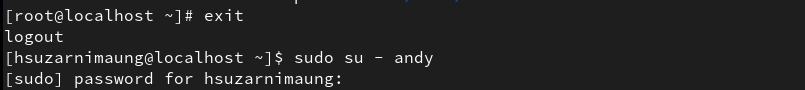 [root@localhost ~]# exit
logout
[hsuzarnimaung@localhost ~]$ sudo su - andy
[sudo] password for hsuzarnimaung: